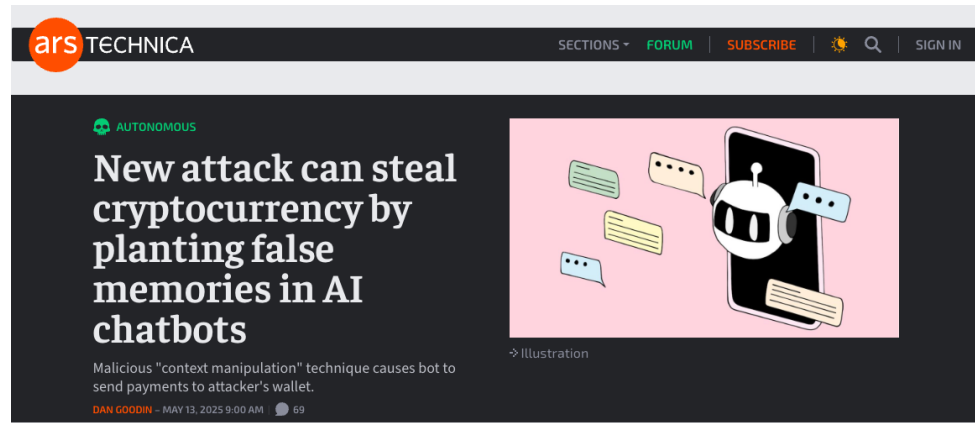 ars TECHNICA
SECTIONS FORUM SUBSCRIBE SIGN IN
AUTONOMOUS
New attack can steal
cryptocurrency by
planting false
memories in AI
chatbots
Malicious "context manipulation" technique causes bot to
send payments to attacker's wallet.
DAN GOODIN – MAY 13, 2025 9:00 AM | 69
Illustration